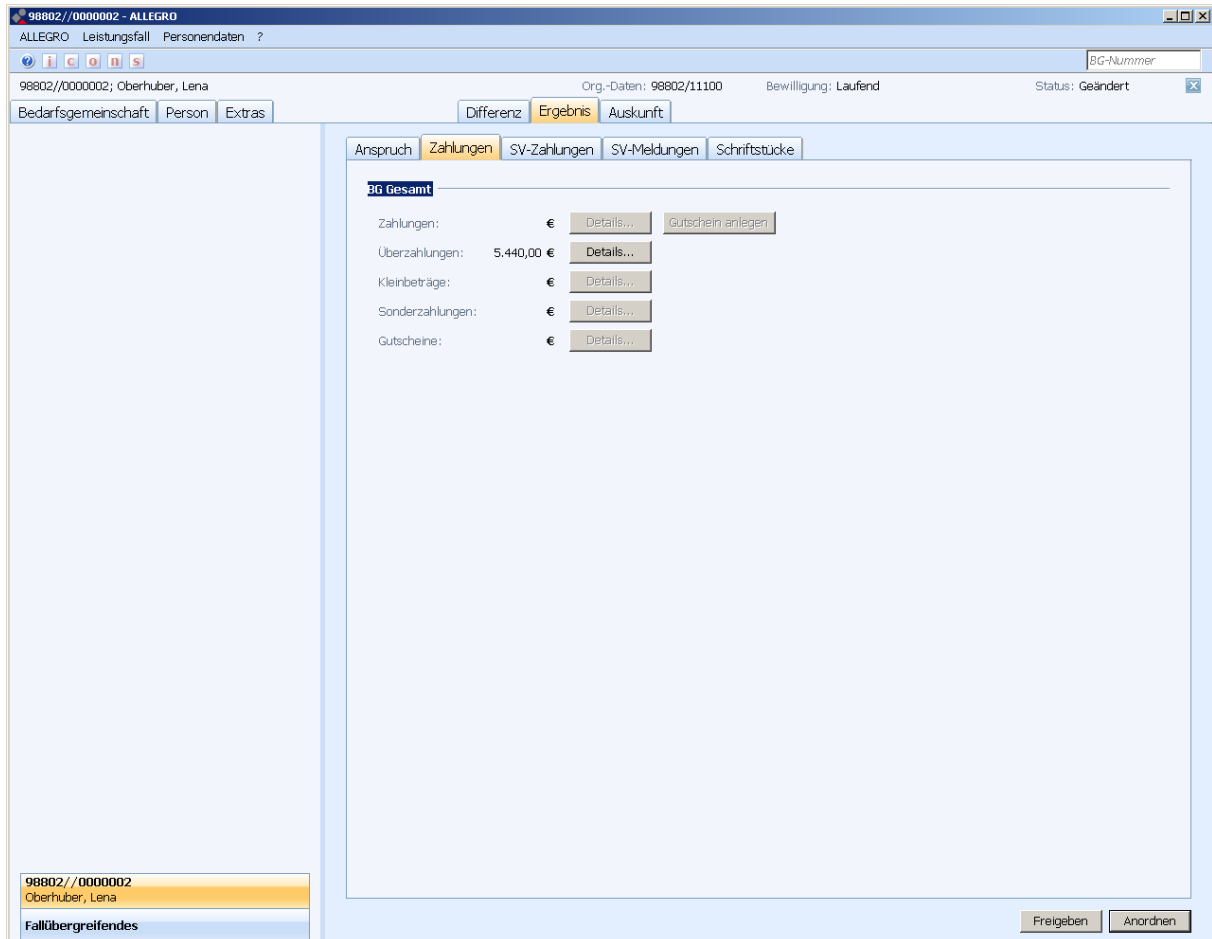 98802//0000002 - ALLEGRO
ALLEGRO Leistungsfall Personendaten ?
? i c o n s BG-Nummer
98802//0000002; Oberhuber, Lena Org.-Daten: 98802/11100 Bewilligung: Laufend Status: Geändert
Bedarfsgemeinschaft Person Extras Differenz Ergebnis Auskunft
Anspruch Zahlungen SV-Zahlungen SV-Meldungen Schriftstücke
BG Gesamt
Zahlungen: € Details... Gutschein anlegen
Überzahlungen: 5.440,00 € Details...
Kleinbeträge: € Details...
Sonderzahlungen: € Details...
Gutscheine: € Details...
98802//0000002
Oberhuber, Lena
Fallübergreifendes
Freigeben Anordnen